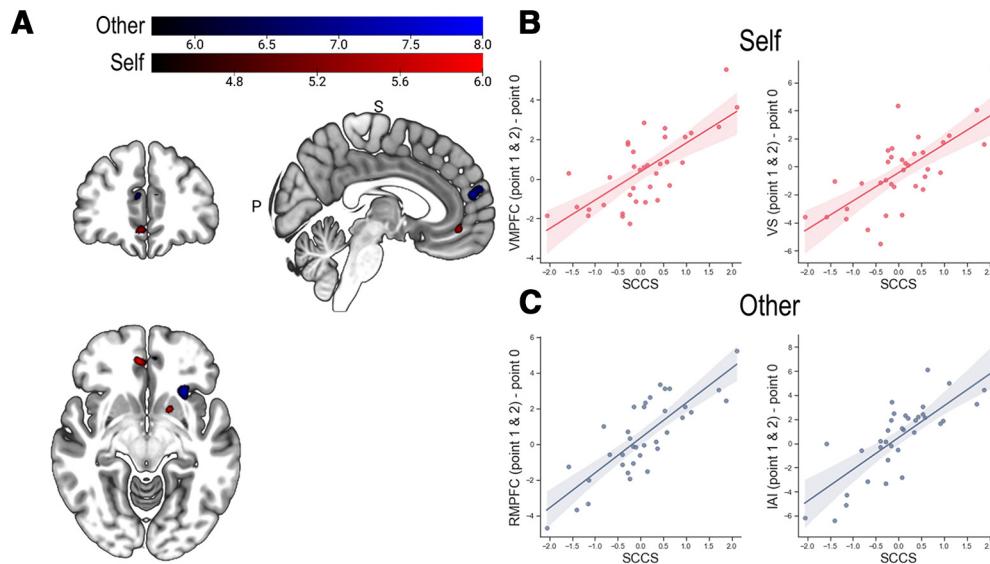 A
Other
6.0 6.5 7.0 7.5 8.0
Self
4.8 5.2 5.6 6.0
S
P
B
Self
VMPFC (point 1 & 2) - point 0
4
2
0
−2
−4
−2.0 −1.5 −1.0 −0.5 0.0 0.5 1.0 1.5 2.0
SCCS
VS (point 1 & 2) - point 0
6
4
2
0
−2
−4
−6
−2.0 −1.5 −1.0 −0.5 0.0 0.5 1.0 1.5 2.0
SCCS
C
Other
RMPFC (point 1 & 2) - point 0
6
4
2
0
−2
−4
−2.0 −1.5 −1.0 −0.5 0.0 0.5 1.0 1.5 2.0
SCCS
IAI (point 1 & 2) - point 0
8
6
4
2
0
−2
−4
−6
−2.0 −1.5 −1.0 −0.5 0.0 0.5 1.0 1.5
SCCS